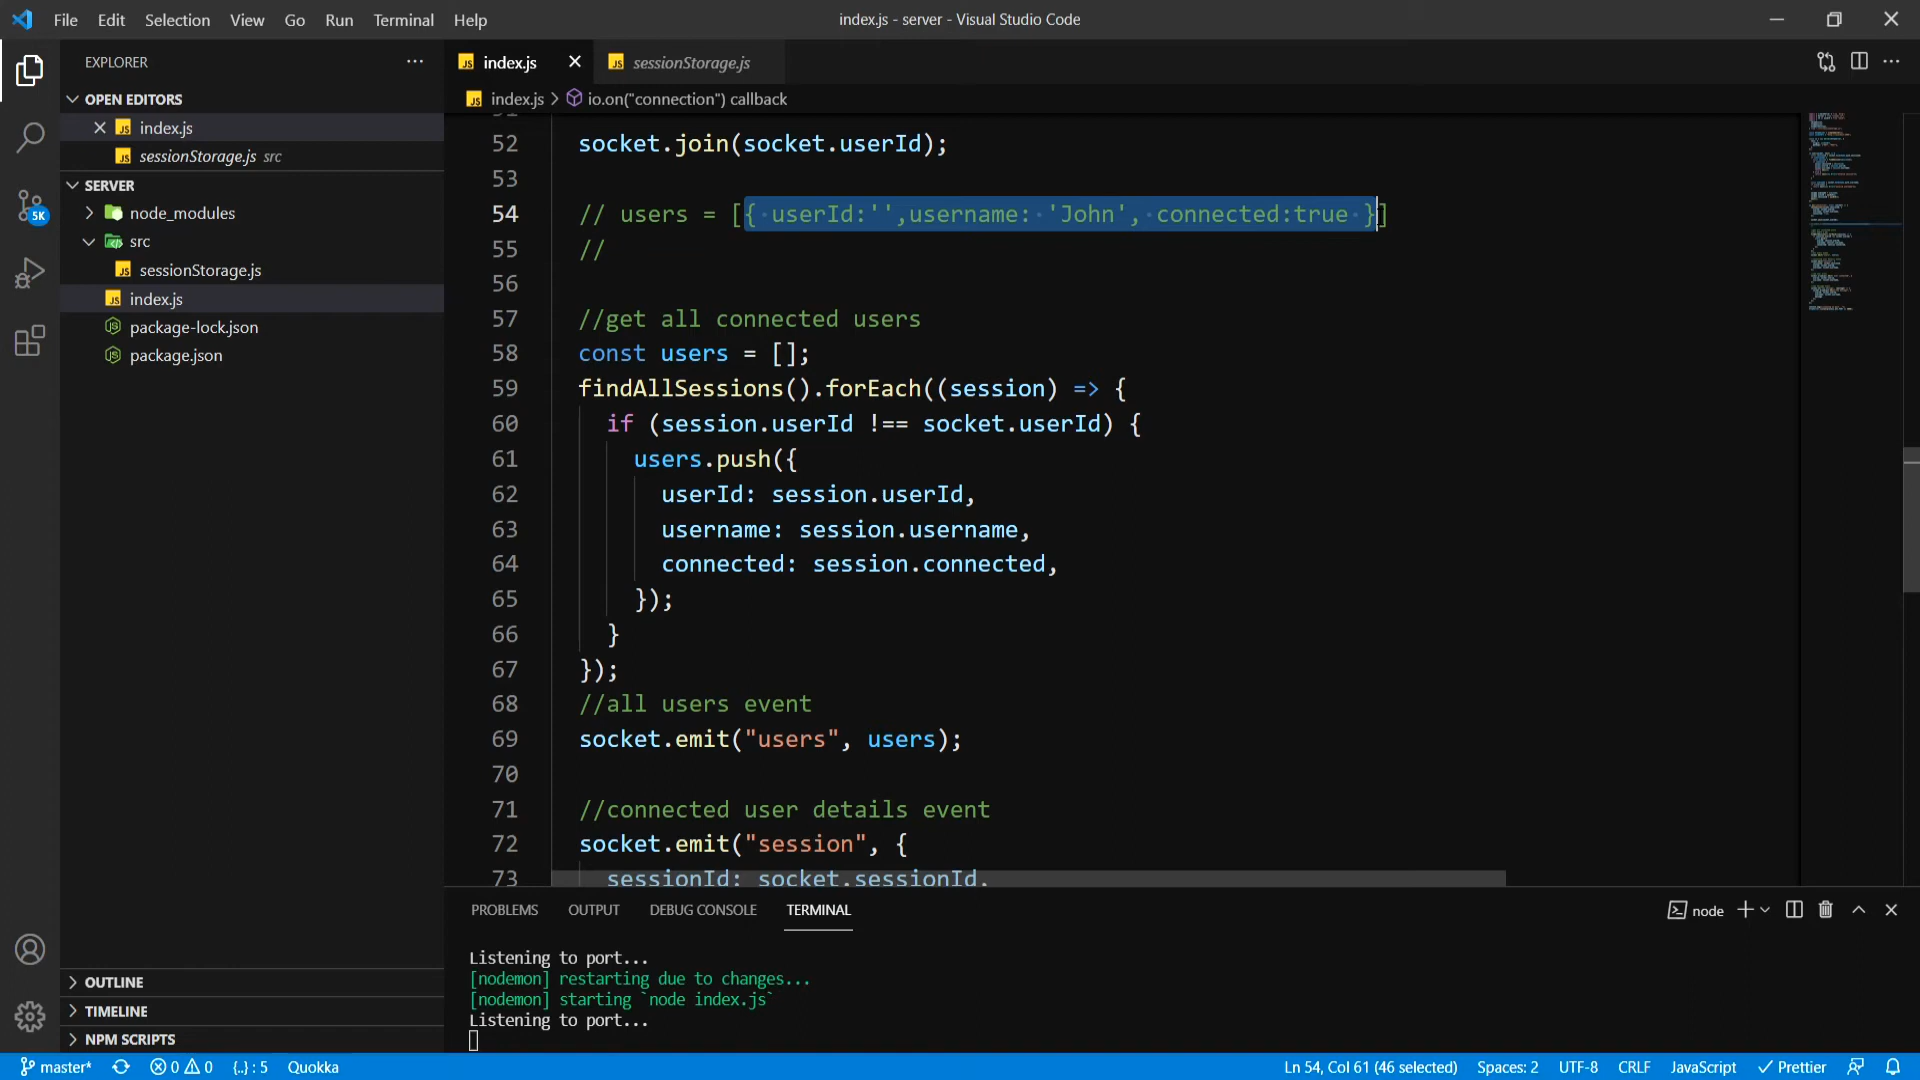 File Edit Selection View Go Run Terminal Help
index.js - server - Visual Studio Code
EXPLORER
OPEN EDITORS
index.js
sessionStorage.js src
SERVER
node_modules
src
sessionStorage.js
index.js
package-lock.json
package.json
OUTLINE
TIMELINE
NPM SCRIPTS
index.js
sessionStorage.js
index.js > io.on("connection") callback
52 socket.join(socket.userId);
53
54 // users = [{ userId:'',username: 'John', connected:true }]
55 //
56
57 //get all connected users
58 const users = [];
59 findAllSessions().forEach((session) => {
60 if (session.userId !== socket.userId) {
61 users.push({
62 userId: session.userId,
63 username: session.username,
64 connected: session.connected,
65 });
66 }
67 });
68 //all users event
69 socket.emit("users", users);
70
71 //connected user details event
72 socket.emit("session", {
73 sessionId: socket.sessionId,
PROBLEMS OUTPUT DEBUG CONSOLE TERMINAL
node
Listening to port...
[nodemon] restarting due to changes...
[nodemon] starting `node index.js`
Listening to port...
5K
master* 0 0 {..} : 5 Quokka
Ln 54, Col 61 (46 selected) Spaces: 2 UTF-8 CRLF JavaScript Prettier